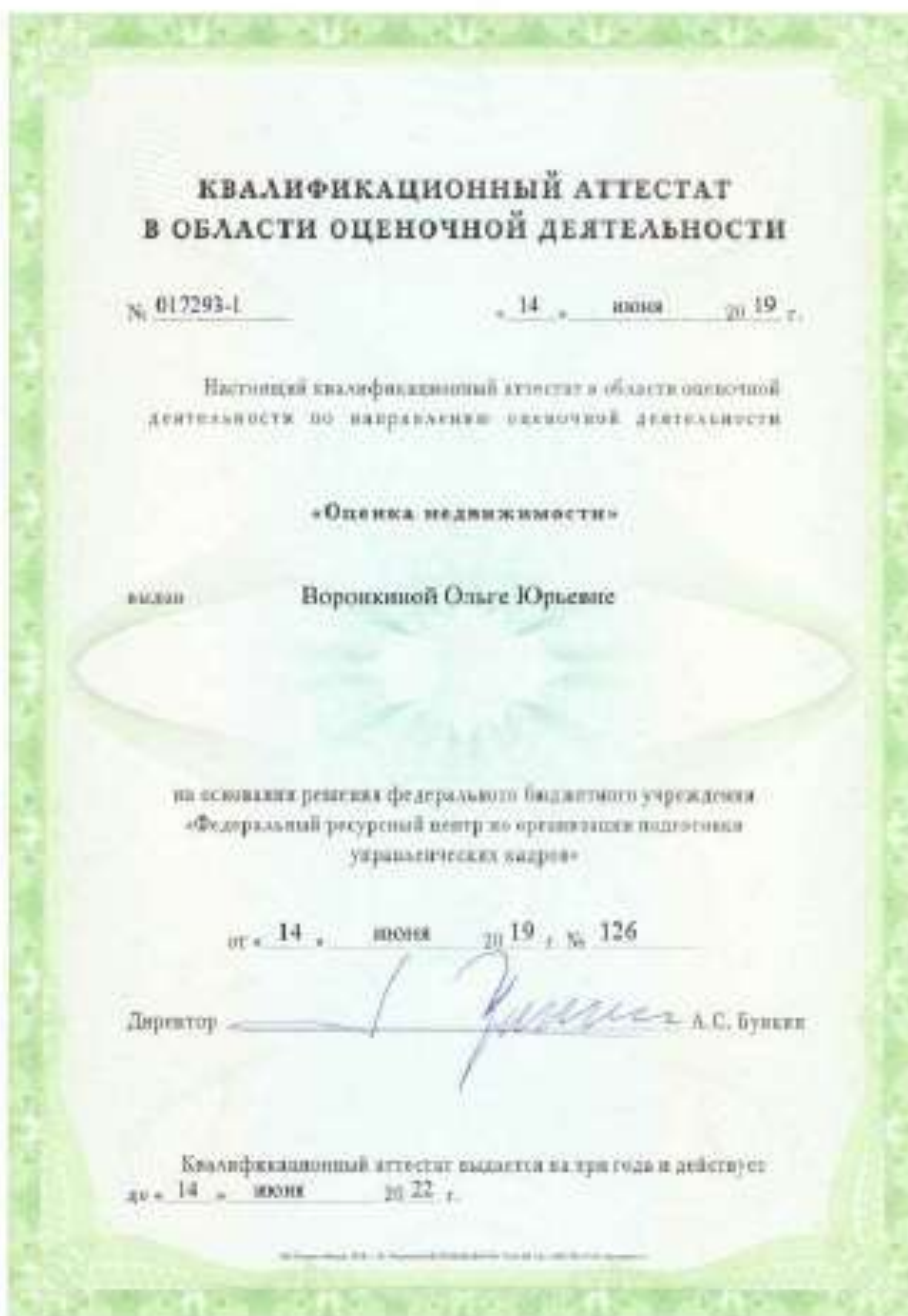 КВАЛИФИКАЦИОННЫЙ АТТЕСТАТ
В ОБЛАСТИ ОЦЕНОЧНОЙ ДЕЯТЕЛЬНОСТИ
№ 017293-1 « 14 » июня 20 19 г.
Настоящий квалификационный аттестат в области оценочной
деятельности по направлению оценочной деятельности
«Оценка недвижимости»
выдан Воронкиной Ольге Юрьевне
на основании решения федерального бюджетного учреждения
«Федеральный ресурсный центр по организации подготовки
управленческих кадров»
от « 14 » июня 20 19 г. № 126
Директор А.С. Бункин
Квалификационный аттестат выдается на три года и действует
до « 14 » июня 20 22 г.